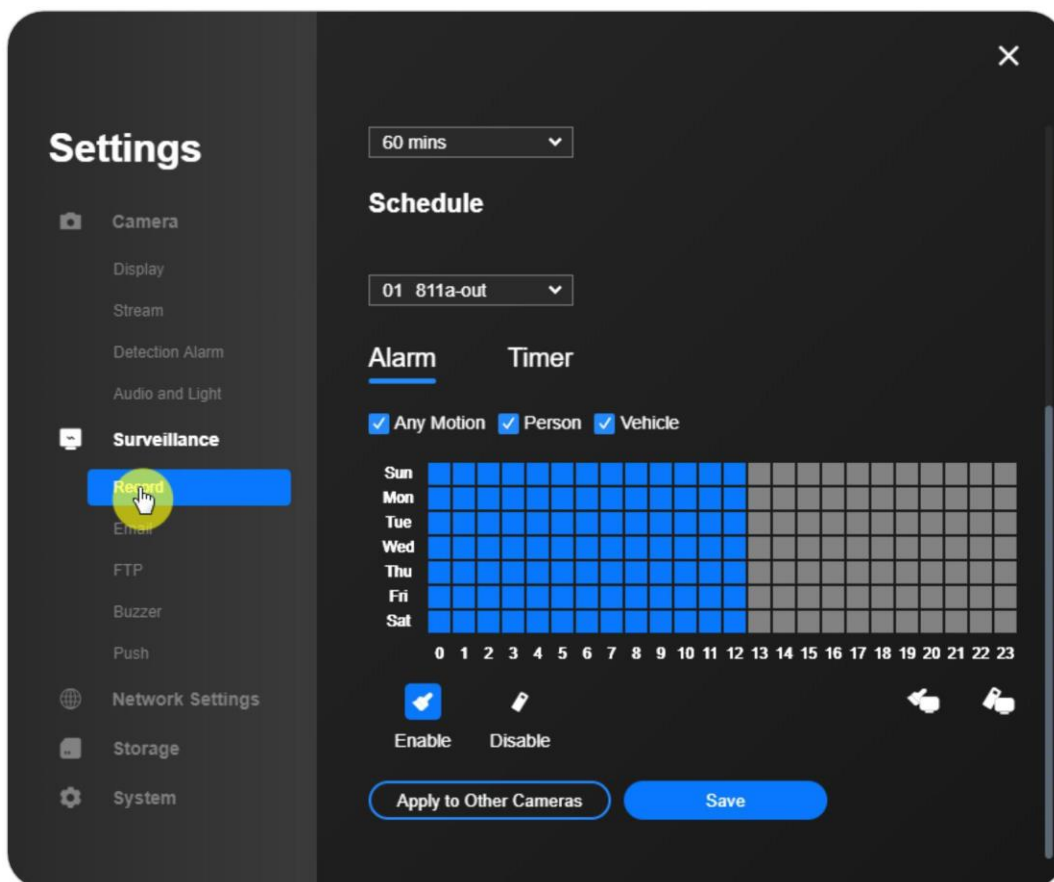 Settings
Camera
Display
Stream
Detection Alarm
Audio and Light
Surveillance
Record
Email
FTP
Buzzer
Push
Network Settings
Storage
System
60 mins
Schedule
01 811a-out
Alarm Timer
Any Motion Person Vehicle
Sun
Mon
Tue
Wed
Thu
Fri
Sat
0 1 2 3 4 5 6 7 8 9 10 11 12 13 14 15 16 17 18 19 20 21 22 23
Enable Disable
Apply to Other Cameras Save